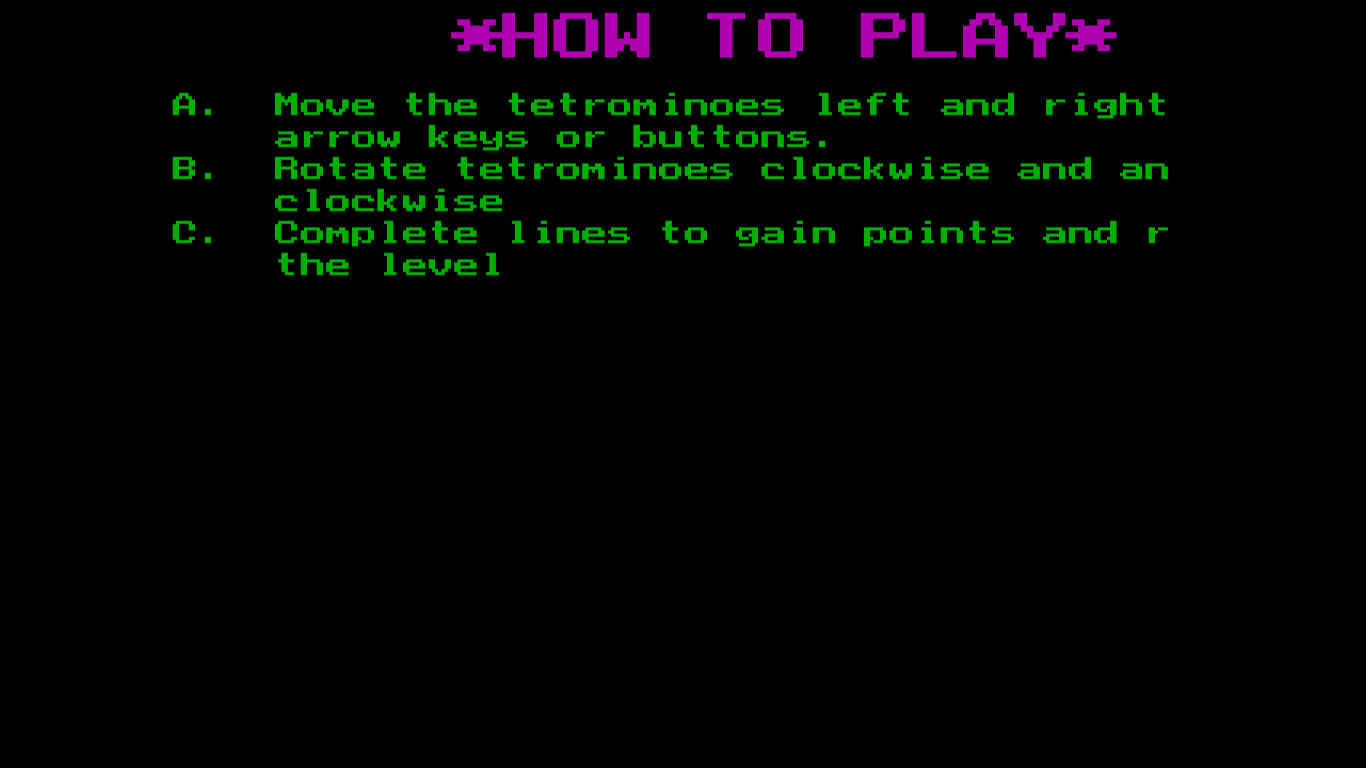 *HOW TO PLAY*
A. Move the tetrominoes left and right
arrow keys or buttons.
B. Rotate tetrominoes clockwise and an
clockwise
C. Complete lines to gain points and r
the level